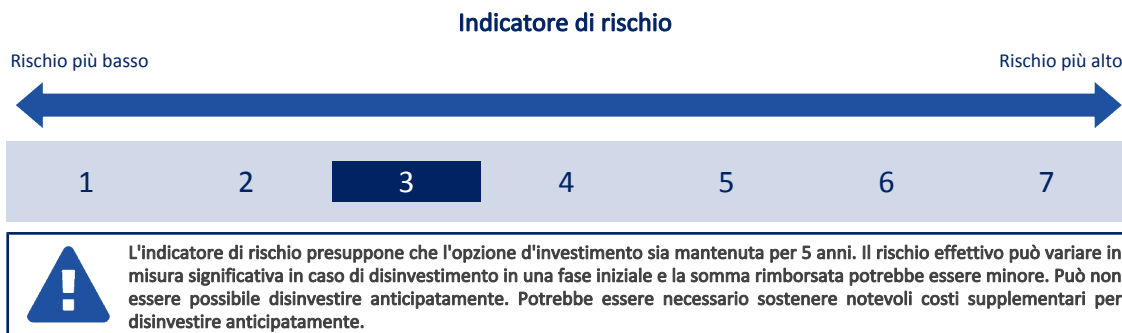 Indicatore di rischio
Rischio più basso
Rischio più alto
1 2 3 4 5 6 7
L'indicatore di rischio presuppone che l'opzione d'investimento sia mantenuta per 5 anni. Il rischio effettivo può variare in
misura significativa in caso di disinvestimento in una fase iniziale e la somma rimborsata potrebbe essere minore. Può non
essere possibile disinvestire anticipatamente. Potrebbe essere necessario sostenere notevoli costi supplementari per
disinvestire anticipatamente.